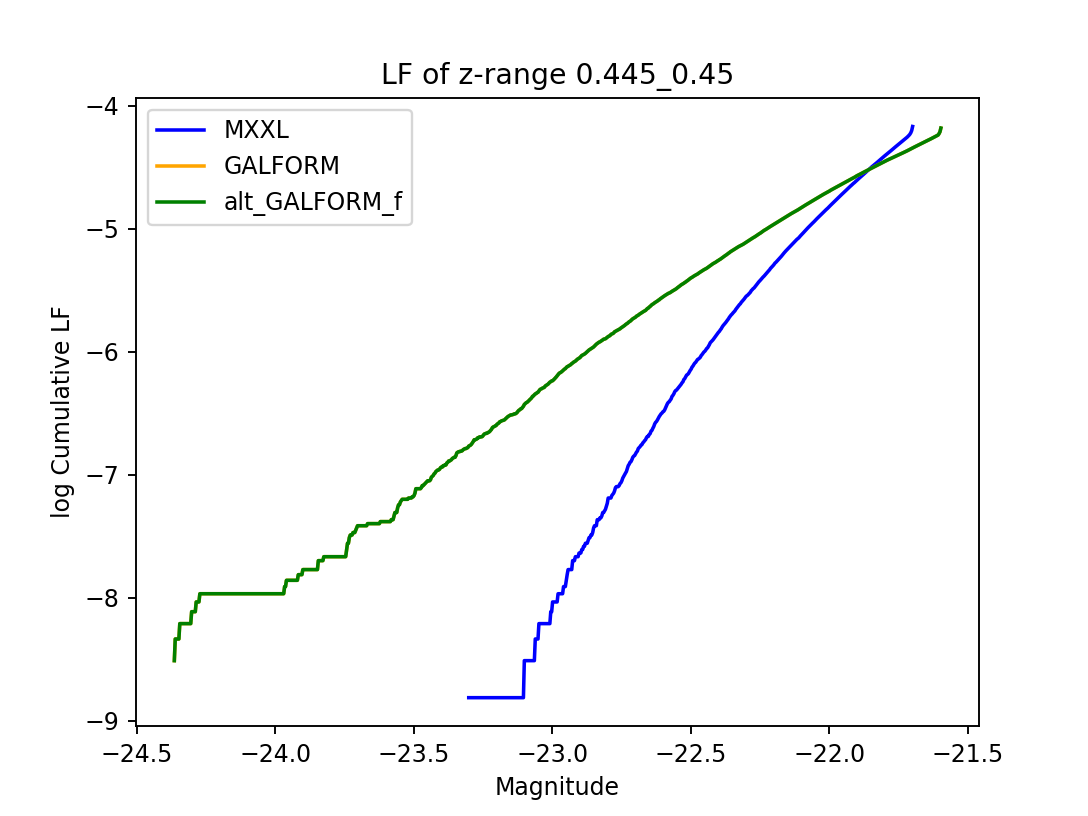 LF of z-range 0.445_0.45
MXXL
GALFORM
alt_GALFORM_f
log Cumulative LF
−4
−5
−6
−7
−8
−9
−24.5 −24.0 −23.5 −23.0 −22.5 −22.0 −21.5
Magnitude